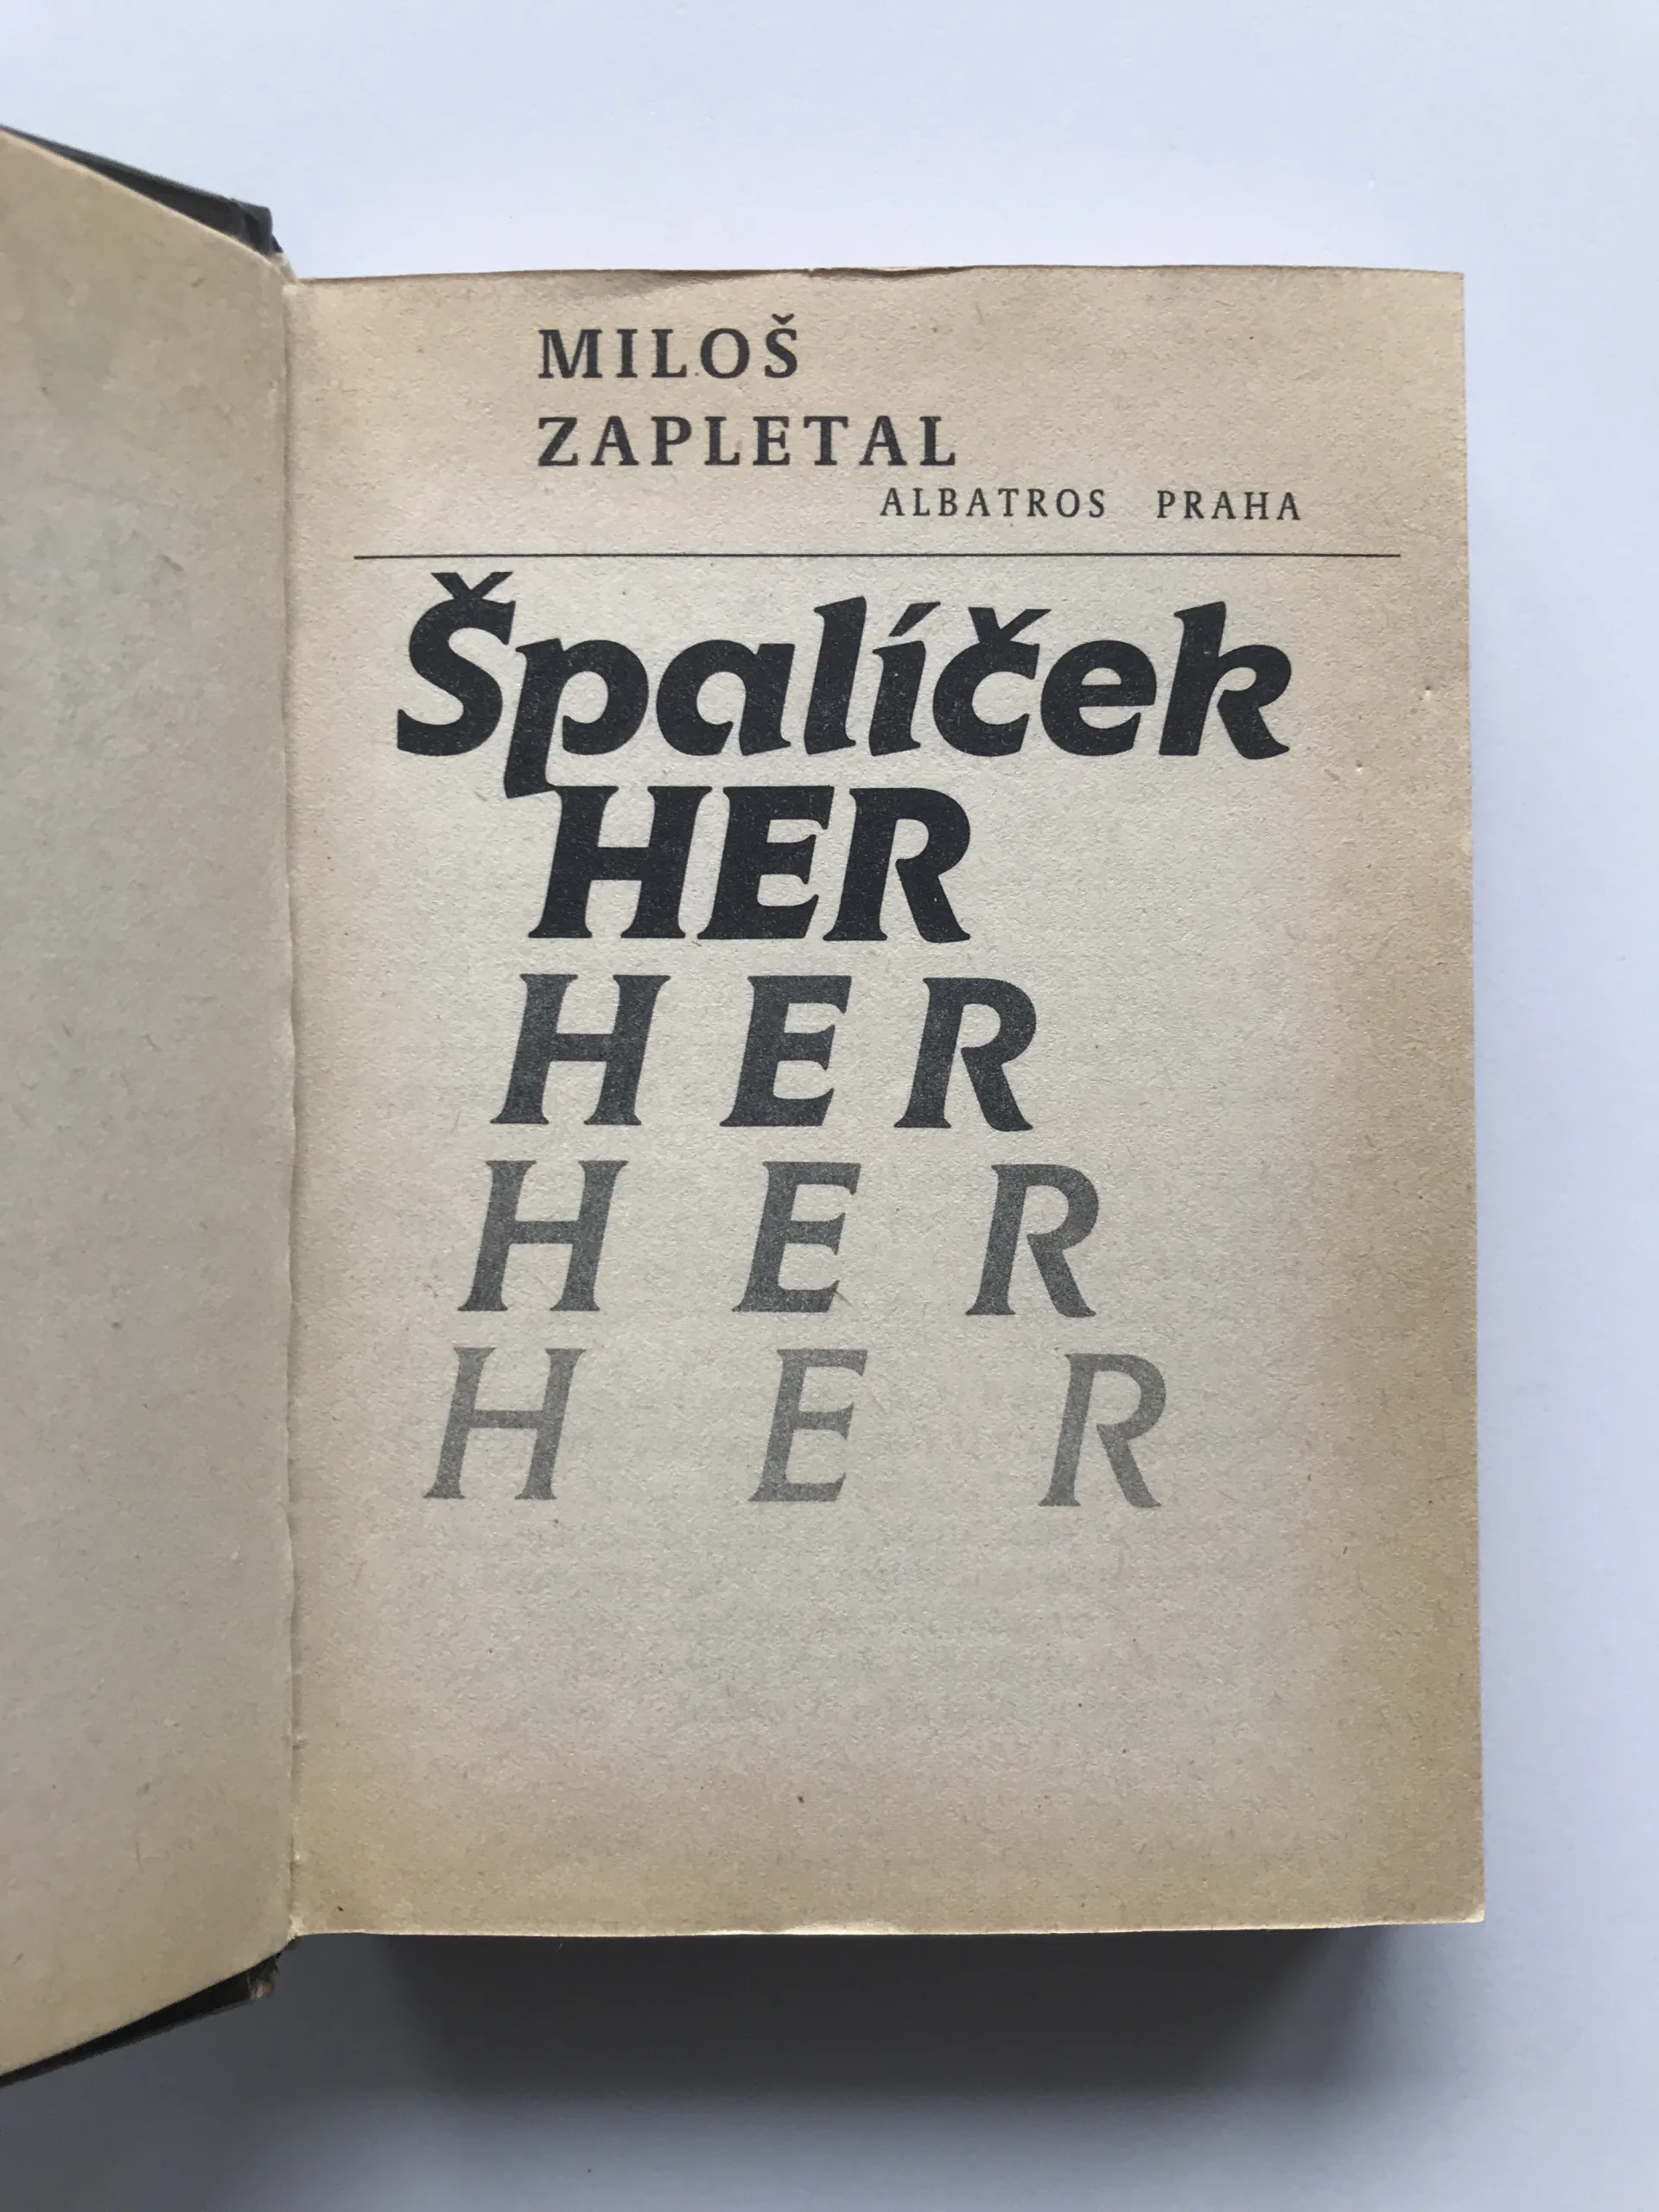 MILOŠ
ZAPLETAL
ALBATROS PRAHA
Špalíček
HER
HER
HER
HER